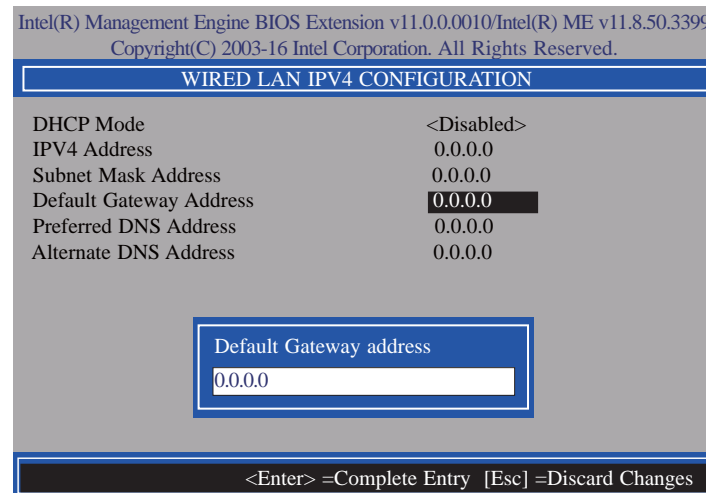 Intel(R) Management Engine BIOS Extension v11.0.0.0010/Intel(R) ME v11.8.50.3399
Copyright(C) 2003-16 Intel Corporation. All Rights Reserved.
WIRED LAN IPV4 CONFIGURATION
DHCP Mode <Disabled>
IPV4 Address 0.0.0.0
Subnet Mask Address 0.0.0.0
Default Gateway Address 0.0.0.0
Preferred DNS Address 0.0.0.0
Alternate DNS Address 0.0.0.0
Default Gateway address
0.0.0.0
<Enter> =Complete Entry [Esc] =Discard Changes